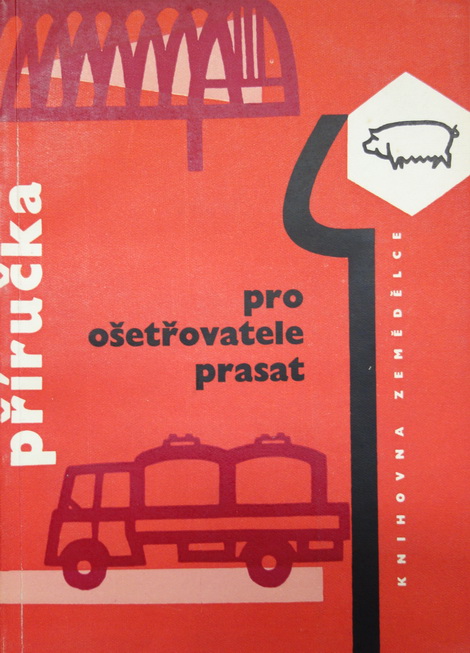 příručka
pro
ošetřovatele
prasat
KNIHOVNA ZEMĚDĚLCE